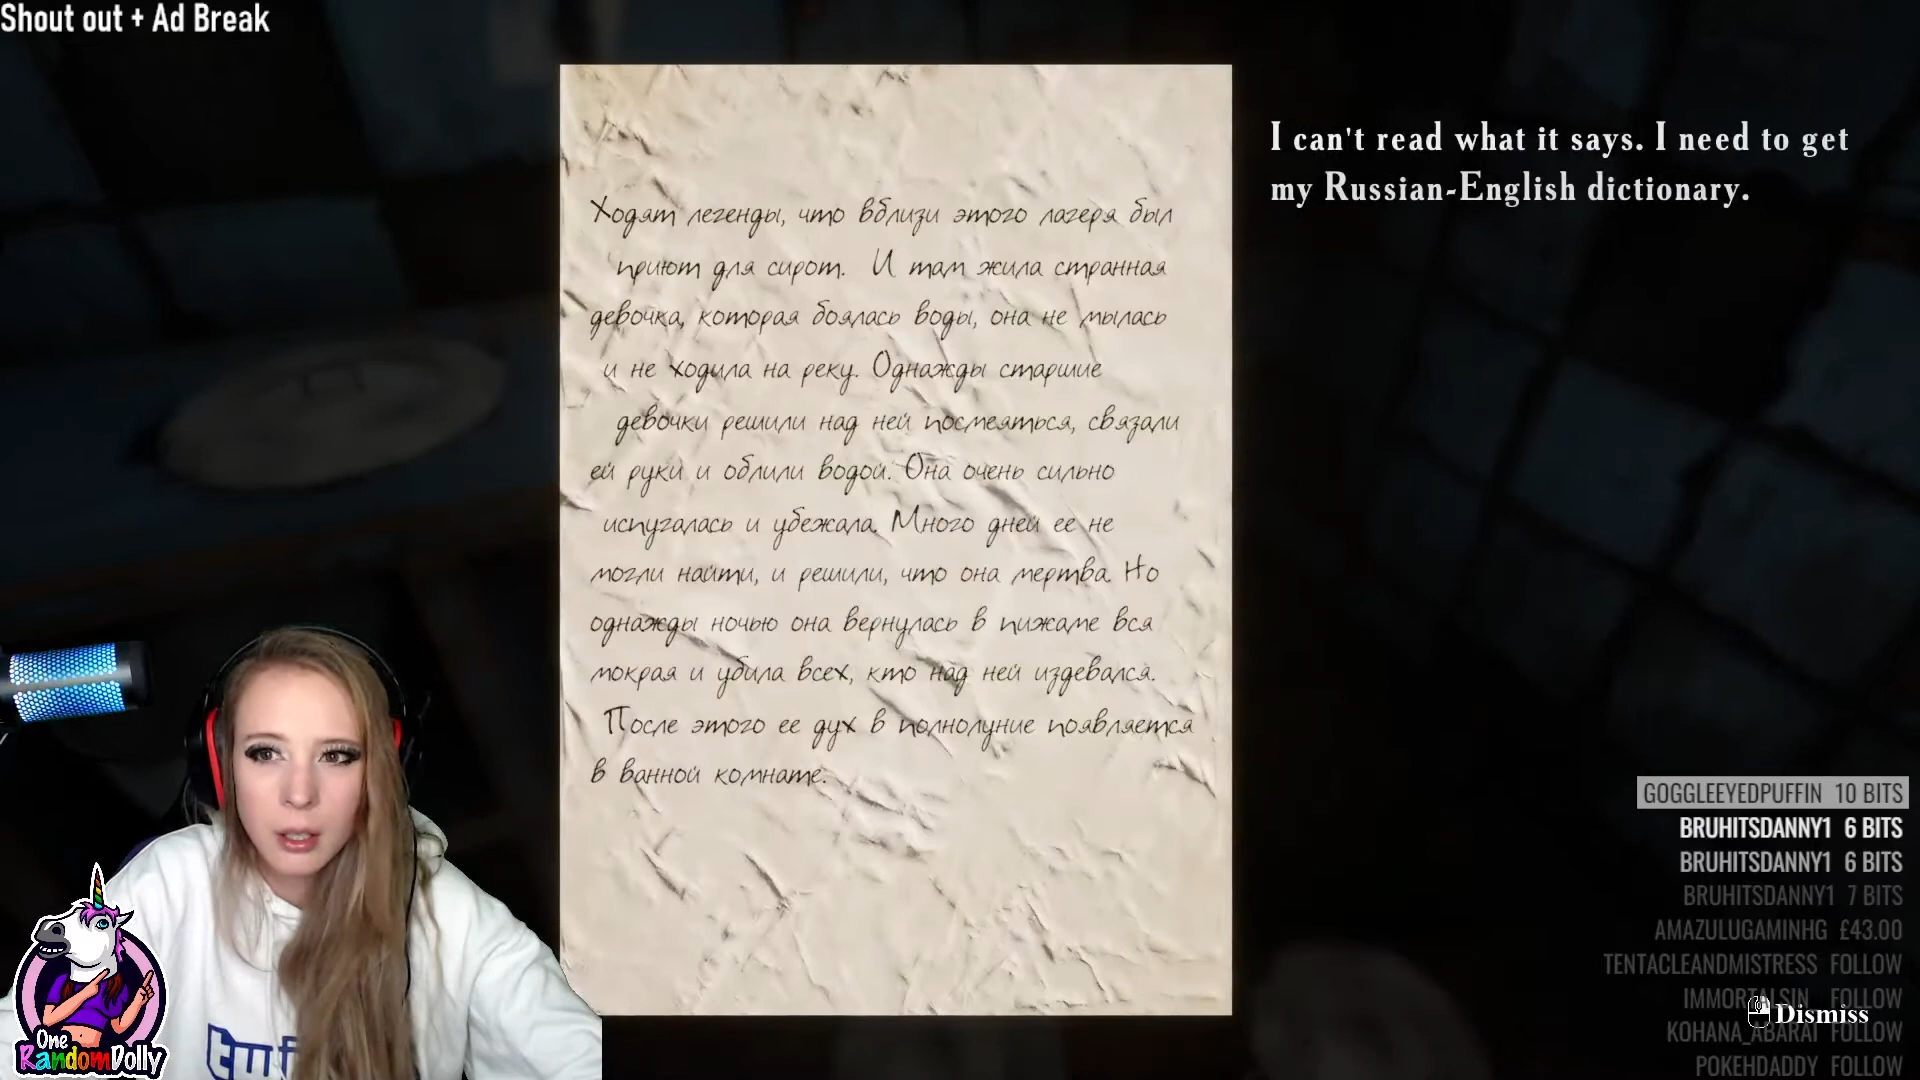 Shout out + Ad Break
I can't read what it says. I need to get
my Russian-English dictionary.
Ходят легенды, что вблизи этого лагеря был
приют для сирот. И там жила странная
девочка, которая боялась воды, она не мылась
и не ходила на реку. Однажды старшие
девочки решили над ней посмеяться, связали
ей руки и облили водой. Она очень сильно
испугалась и убежала. Много дней ее не
могли найти, и решили, что она мертва. Но
однажды ночью она вернулась в пижаме вся
мокрая и убила всех, кто над ней издевался.
После этого ее дух в полнолуние появляется
в ванной комнате.
GOGGLEEYEDPUFFIN 10 BITS
BRUHITSDANNY1 6 BITS
BRUHITSDANNY1 6 BITS
BRUHITSDANNY1 7 BITS
AMAZULUGAMINHG £43.00
TENTACLEANDMISTRESS FOLLOW
IMMORTALSIN_ FOLLOW
Dismiss
KOHANA_ABARAI FOLLOW
POKEHDADDY FOLLOW
One
RandomDolly